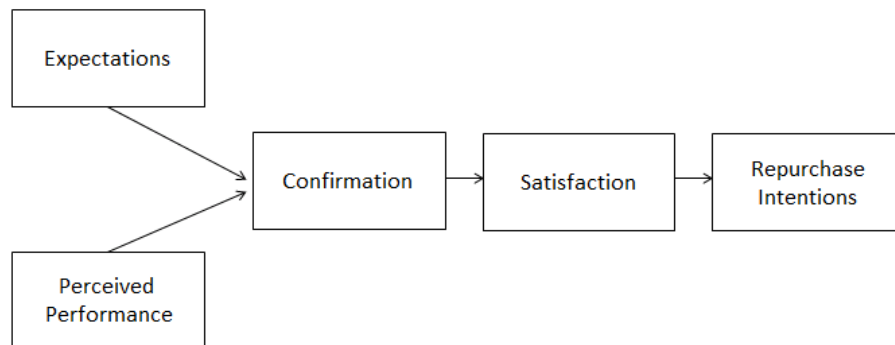 Expectations
Confirmation
Satisfaction
Repurchase
Intentions
Perceived
Performance